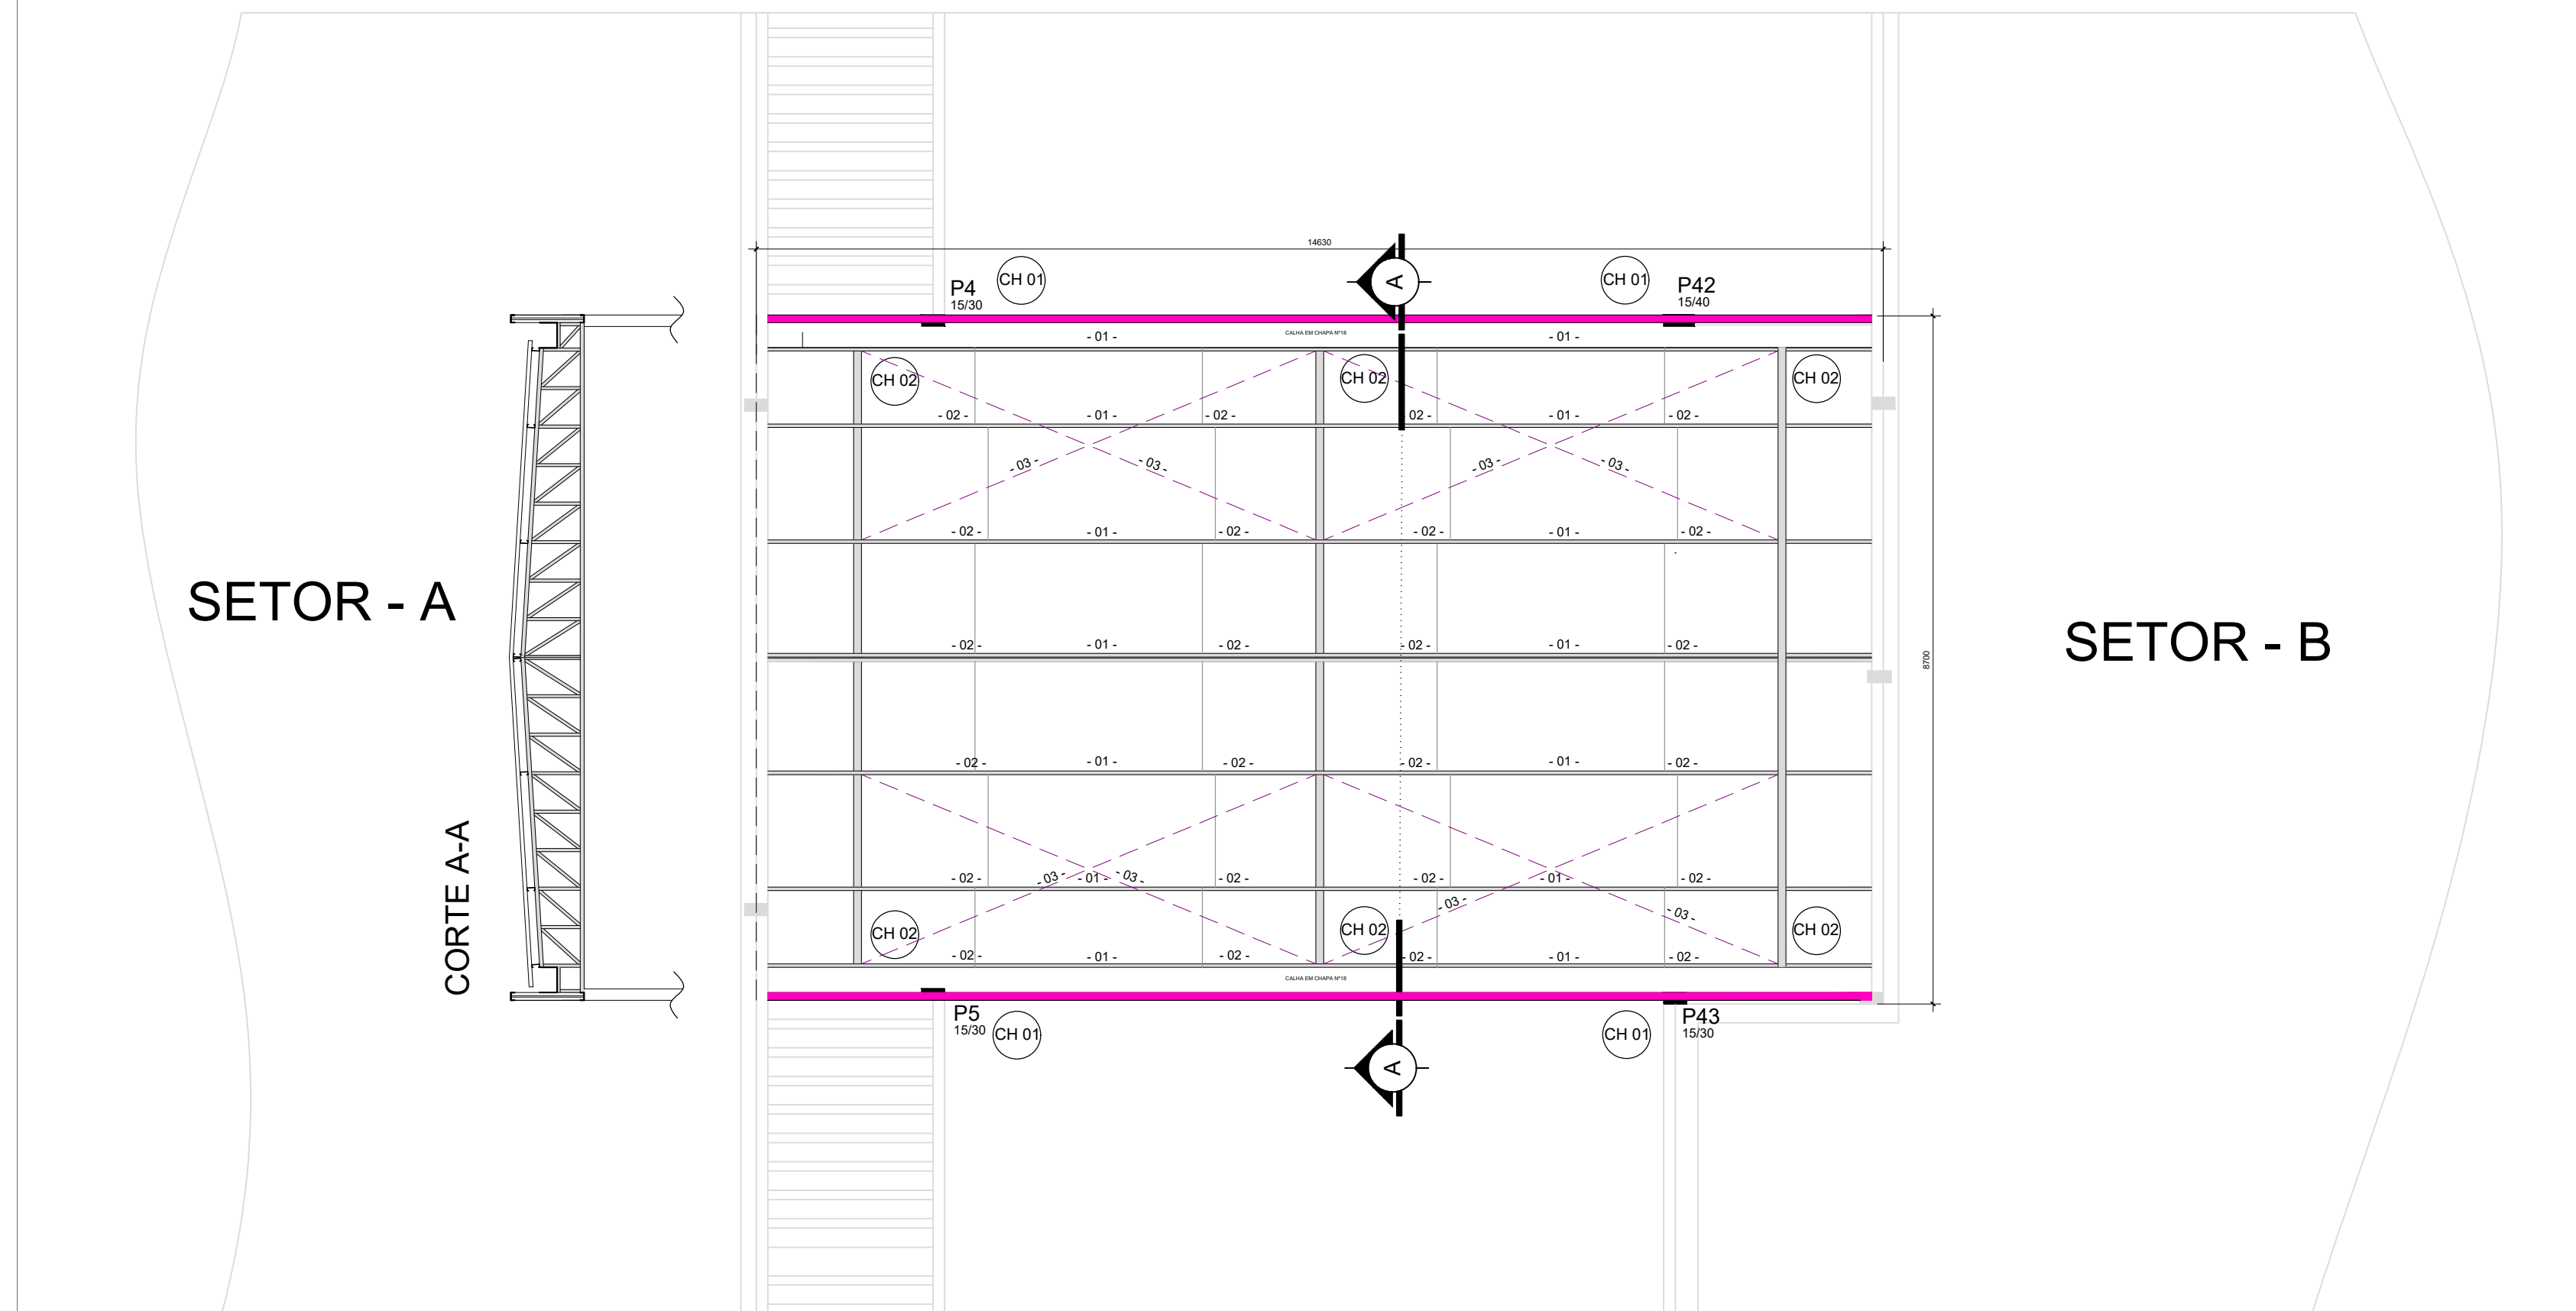 14630
CH 01
CH 01
P4
15/30
P42
15/40
A
CALHA EM CHAPA Nº18
- 01 -
- 01 -
CH 02
CH 02
CH 02
- 02 -
- 01 -
- 02 -
- 02 -
- 01 -
- 02 -
- 03 -
- 03 -
- 03 -
- 03 -
- 02 -
- 01 -
- 02 -
- 02 -
- 01 -
- 02 -
SETOR - A
SETOR - B
8700
- 02 -
- 01 -
- 02 -
- 02 -
- 01 -
- 02 -
- 02 -
- 01 -
- 02 -
- 02 -
- 01 -
- 02 -
CORTE A-A
- 02 -
- 03 -
- 01 -
- 03 -
- 02 -
- 02 -
- 01 -
- 02 -
- 03 -
- 03 -
CH 02
CH 02
CH 02
- 02 -
- 01 -
- 02 -
- 02 -
- 01 -
- 02 -
CALHA EM CHAPA Nº18
P5
15/30
CH 01
CH 01
P43
15/30
A